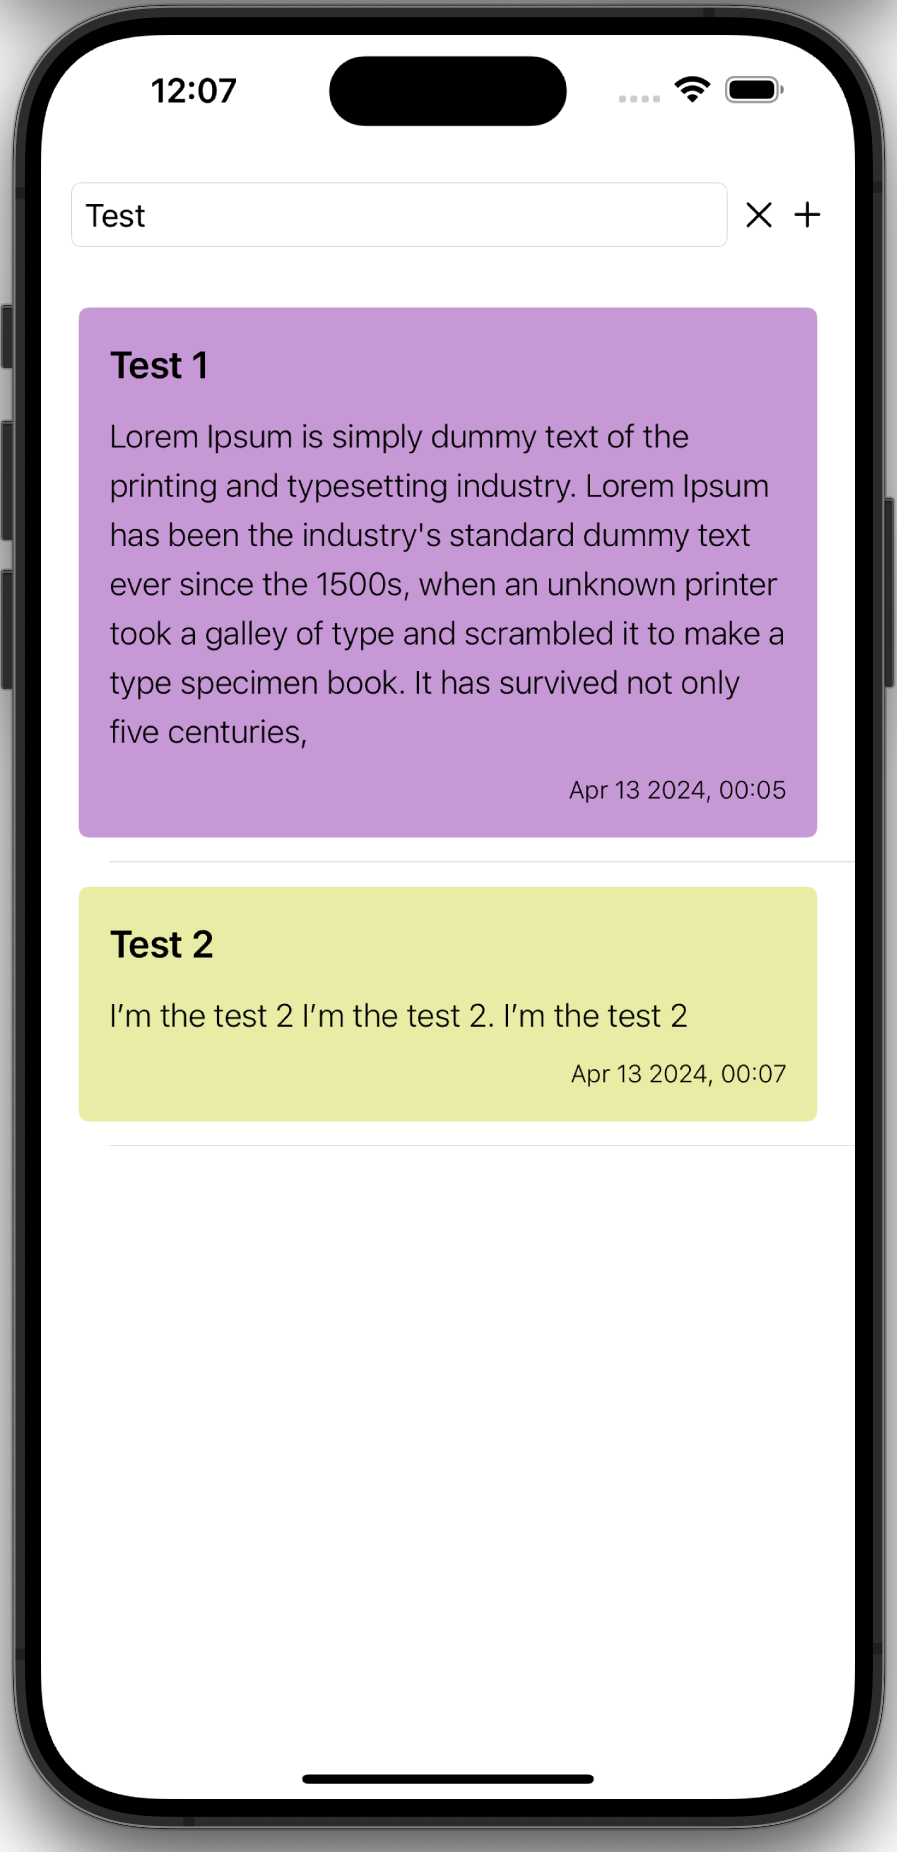 12:07
Test
Test 1
Lorem Ipsum is simply dummy text of the
printing and typesetting industry. Lorem Ipsum
has been the industry's standard dummy text
ever since the 1500s, when an unknown printer
took a galley of type and scrambled it to make a
type specimen book. It has survived not only
five centuries,
Apr 13 2024, 00:05
Test 2
I’m the test 2 I’m the test 2. I’m the test 2
Apr 13 2024, 00:07